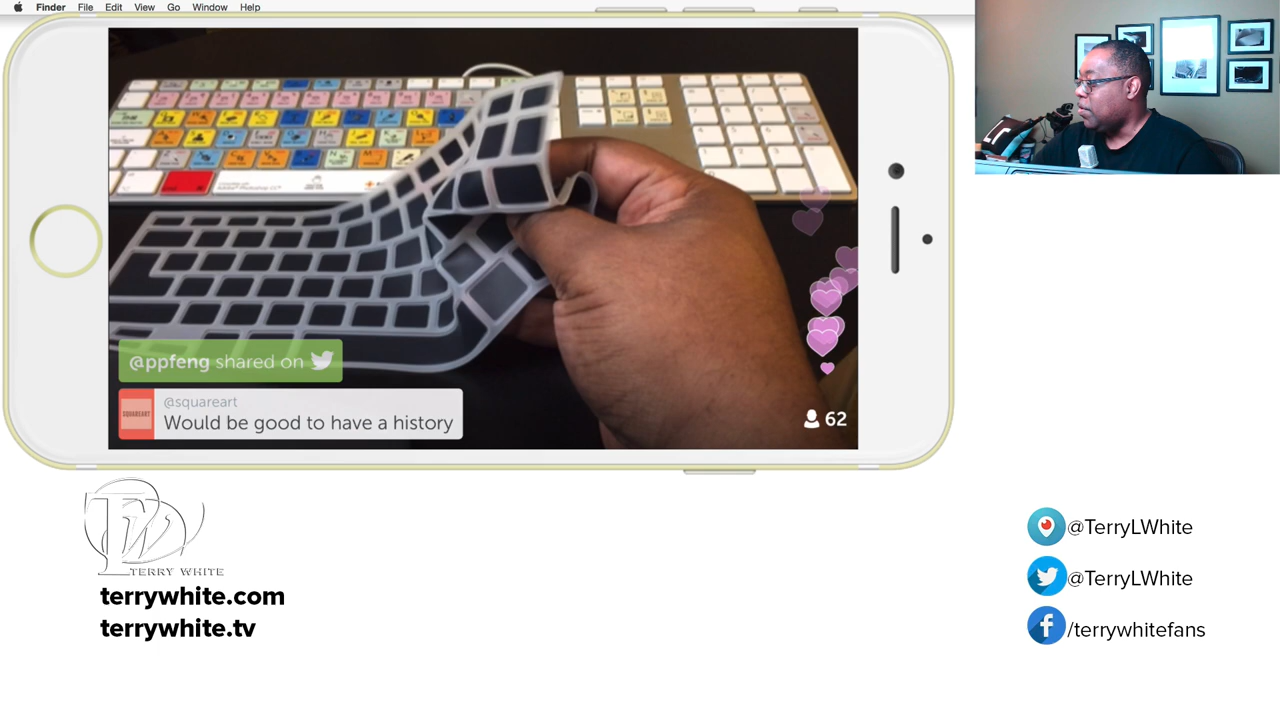 Finder File Edit View Go Window Help
@ppfeng shared on
SQUAREART
@squareart
Would be good to have a history
62
TERRY WHITE
terrywhite.com
terrywhite.tv
@TerryLWhite
@TerryLWhite
/terrywhitefans